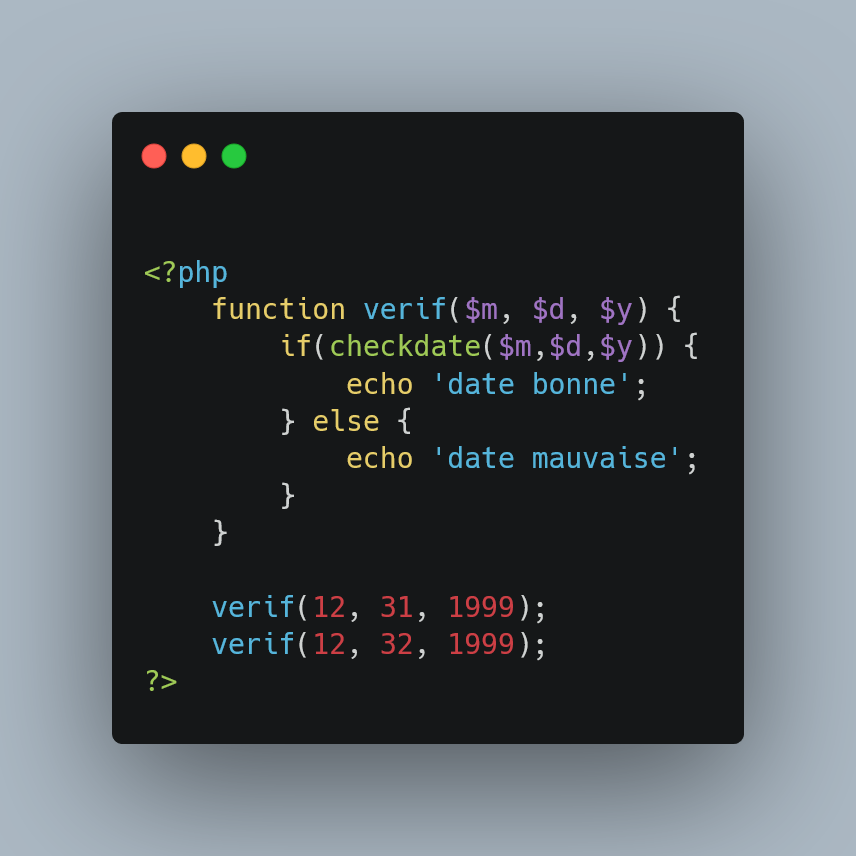 <?php
    function verif($m, $d, $y) {
        if(checkdate($m,$d,$y)) {
            echo 'date bonne';
        } else {
            echo 'date mauvaise';
        }
    }

    verif(12, 31, 1999);
    verif(12, 32, 1999);
?>